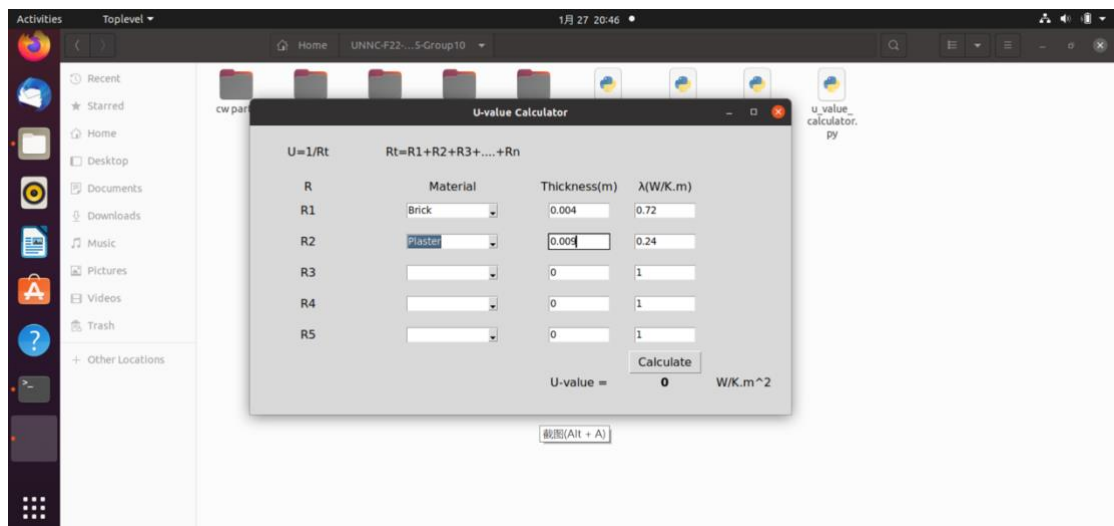 Activities Toplevel 1月 27 20:46
Home UNNC-F22-...5-Group10
Recent
Starred
Home
Desktop
Documents
Downloads
Music
Pictures
Videos
Trash
+ Other Locations
cw part
u_value_
calculator.
py
U-value Calculator
U=1/Rt Rt=R1+R2+R3+....+Rn
R Material Thickness(m) λ(W/K.m)
R1 Brick 0.004 0.72
R2 Plaster 0.009 0.24
R3 0 1
R4 0 1
R5 0 1
Calculate
U-value = 0 W/K.m^2
截图(Alt + A)